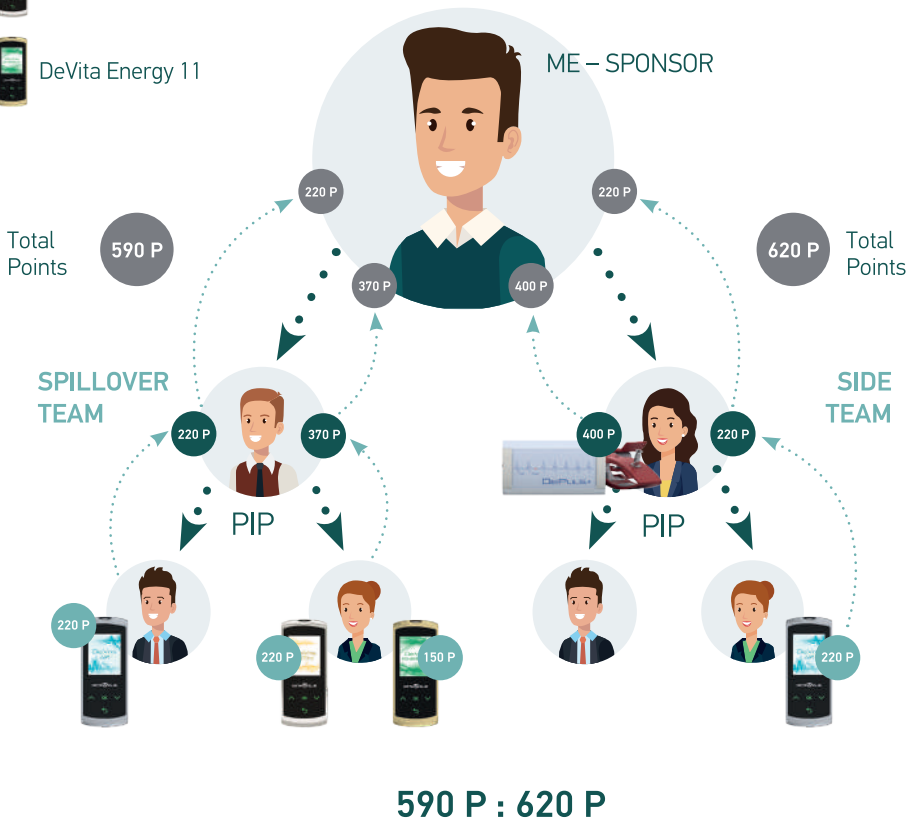 DeVita Energy 11
ME – SPONSOR
220 P
220 P
Total
Points
590 P
620 P
Total
Points
370 P
400 P
SPILLOVER
TEAM
SIDE
TEAM
220 P
370 P
400 P
220 P
DePulse
PIP
PIP
220 P
220 P
150 P
220 P
590 P : 620 P